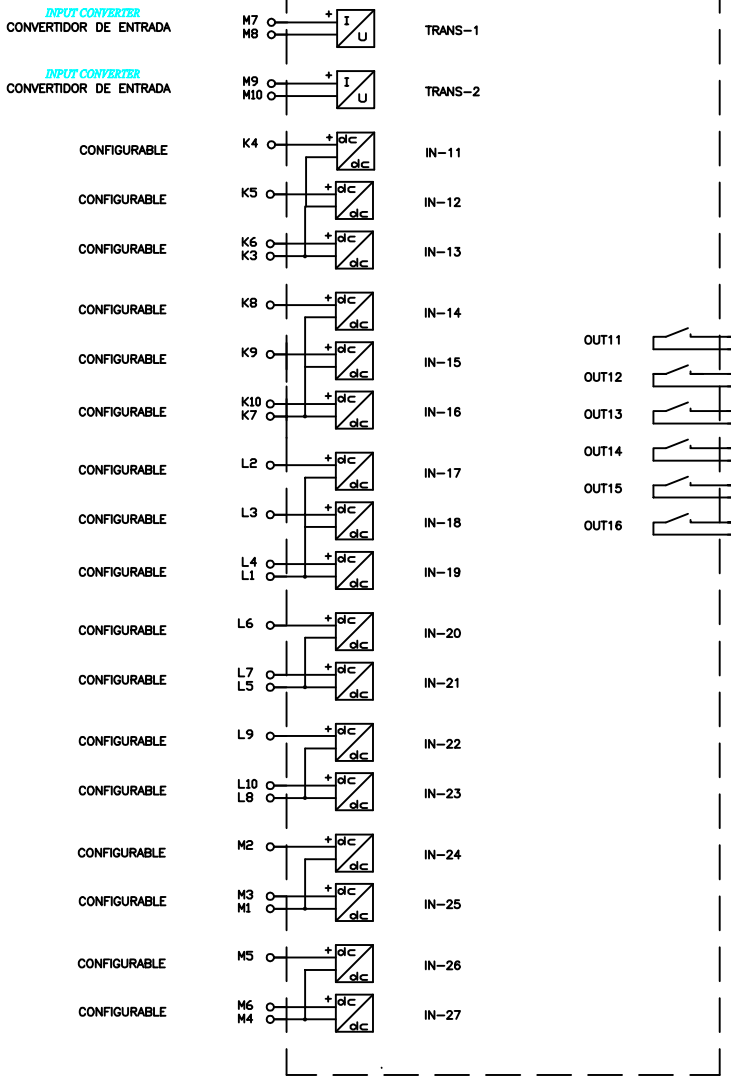 INPUT CONVERTER
CONVERTIDOR DE ENTRADA
M7
M8
+
I
U
TRANS-1
INPUT CONVERTER
CONVERTIDOR DE ENTRADA
M9
M10
+
I
U
TRANS-2
CONFIGURABLE
K4
+
dc
dc
IN-11
CONFIGURABLE
K5
+
dc
dc
IN-12
CONFIGURABLE
K6
K3
+
dc
dc
IN-13
CONFIGURABLE
K8
+
dc
dc
IN-14
OUT11
CONFIGURABLE
K9
+
dc
dc
IN-15
OUT12
CONFIGURABLE
K10
K7
+
dc
dc
IN-16
OUT13
OUT14
CONFIGURABLE
L2
+
dc
dc
IN-17
OUT15
CONFIGURABLE
L3
+
dc
dc
IN-18
OUT16
CONFIGURABLE
L4
L1
+
dc
dc
IN-19
CONFIGURABLE
L6
+
dc
dc
IN-20
CONFIGURABLE
L7
L5
+
dc
dc
IN-21
CONFIGURABLE
L9
+
dc
dc
IN-22
CONFIGURABLE
L10
L8
+
dc
dc
IN-23
CONFIGURABLE
M2
+
dc
dc
IN-24
CONFIGURABLE
M3
M1
+
dc
dc
IN-25
CONFIGURABLE
M5
+
dc
dc
IN-26
CONFIGURABLE
M6
M4
+
dc
dc
IN-27